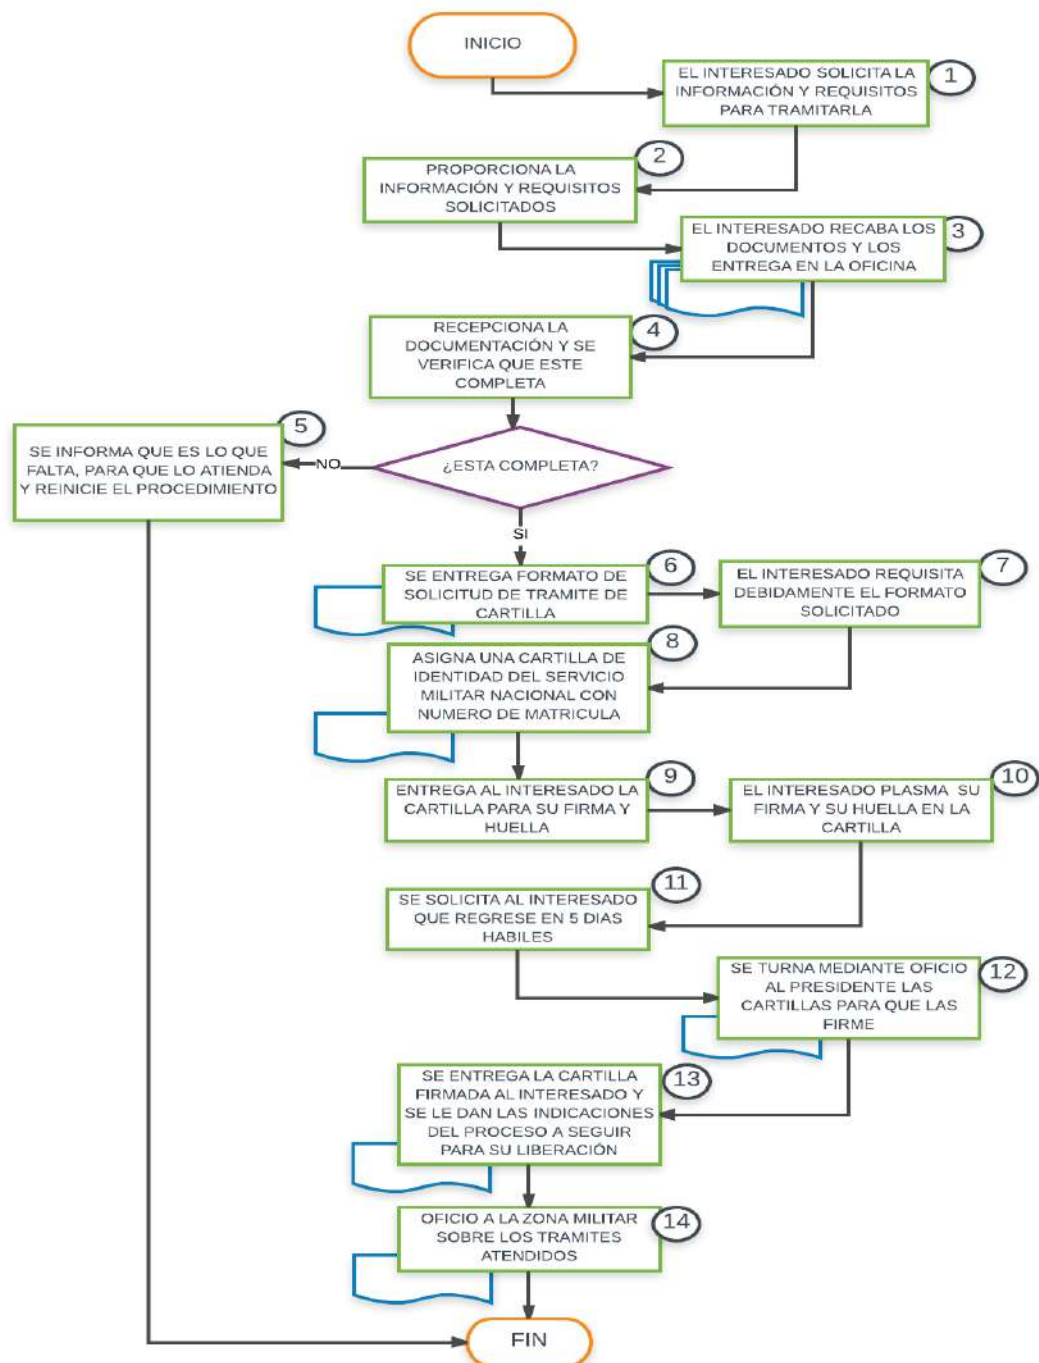 INICIO
1
EL INTERESADO SOLICITA LA
INFORMACIÓN Y REQUISITOS
PARA TRAMITARLA
2
PROPORCIONA LA
INFORMACIÓN Y REQUISITOS
SOLICITADOS
3
EL INTERESADO RECABA LOS
DOCUMENTOS Y LOS
ENTREGA EN LA OFICINA
4
RECEPCIONA LA
DOCUMENTACIÓN Y SE
VERIFICA QUE ESTE
COMPLETA
5
SE INFORMA QUE ES LO QUE
FALTA, PARA QUE LO ATIENDA
Y REINICIE EL PROCEDIMIENTO
NO
¿ESTA COMPLETA?
SI
6
SE ENTREGA FORMATO DE
SOLICITUD DE TRAMITE DE
CARTILLA
7
EL INTERESADO REQUISITA
DEBIDAMENTE EL FORMATO
SOLICITADO
8
ASIGNA UNA CARTILLA DE
IDENTIDAD DEL SERVICIO
MILITAR NACIONAL CON
NUMERO DE MATRICULA
9
ENTREGA AL INTERESADO LA
CARTILLA PARA SU FIRMA Y
HUELLA
10
EL INTERESADO PLASMA SU
FIRMA Y SU HUELLA EN LA
CARTILLA
11
SE SOLICITA AL INTERESADO
QUE REGRESE EN 5 DIAS
HABILES
12
SE TURNA MEDIANTE OFICIO
AL PRESIDENTE LAS
CARTILLAS PARA QUE LAS
FIRME
13
SE ENTREGA LA CARTILLA
FIRMADA AL INTERESADO Y
SE LE DAN LAS INDICACIONES
DEL PROCESO A SEGUIR
PARA SU LIBERACIÓN
14
OFICIO A LA ZONA MILITAR
SOBRE LOS TRAMITES
ATENDIDOS
FIN